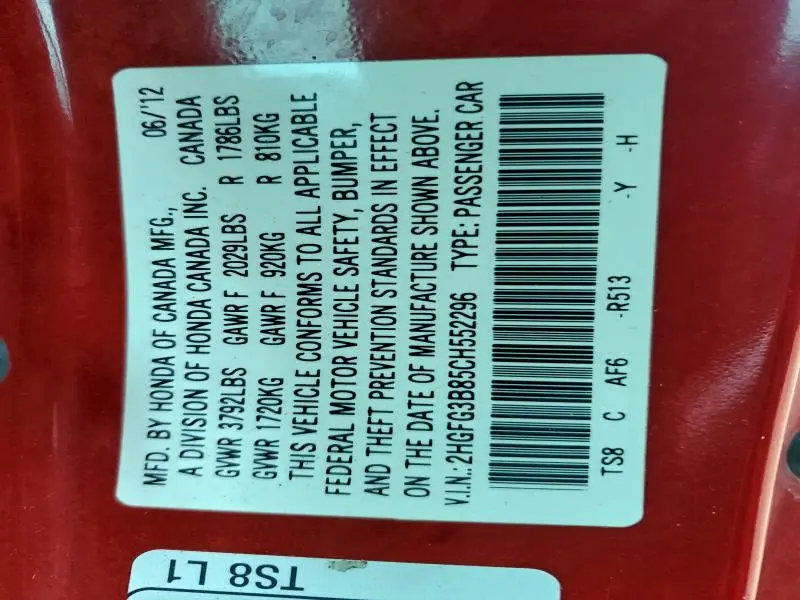 MFD. BY HONDA OF CANADA MFG., 06/'12
A DIVISION OF HONDA CANADA INC. CANADA
GVWR 3792LBS GAWR F 2029LBS R 1786LBS
GVWR 1720KG GAWR F 920KG R 810KG
THIS VEHICLE CONFORMS TO ALL APPLICABLE
FEDERAL MOTOR VEHICLE SAFETY, BUMPER,
AND THEFT PREVENTION STANDARDS IN EFFECT
ON THE DATE OF MANUFACTURE SHOWN ABOVE.
V.I.N.: 2HGFG3B85CH552296 TYPE: PASSENGER CAR
TS8 C AF6 -R513 -Y -H
TS8 L1